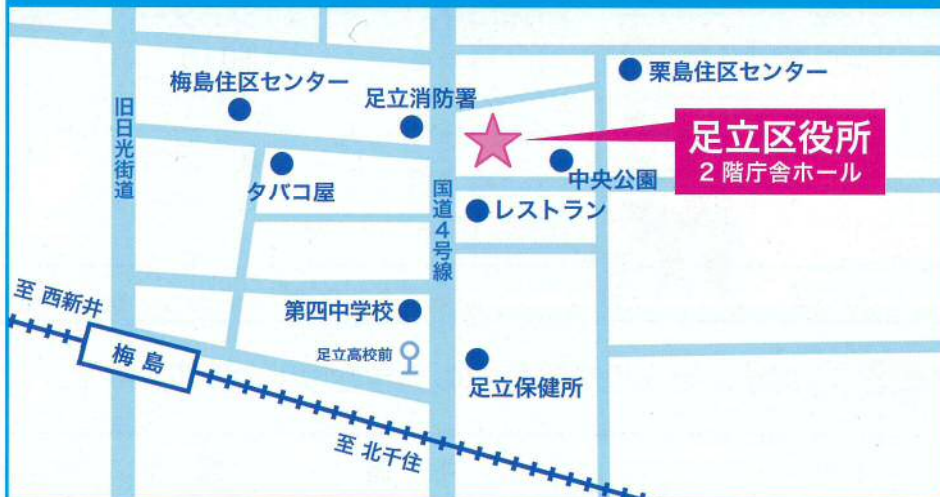 梅島住区センター
足立消防署
栗島住区センター
足立区役所
2階庁舎ホール
旧日光街道
タバコ屋
中央公園
国道4号線
レストラン
至 西新井
第四中学校
梅島
足立高校前
足立保健所
至 北千住